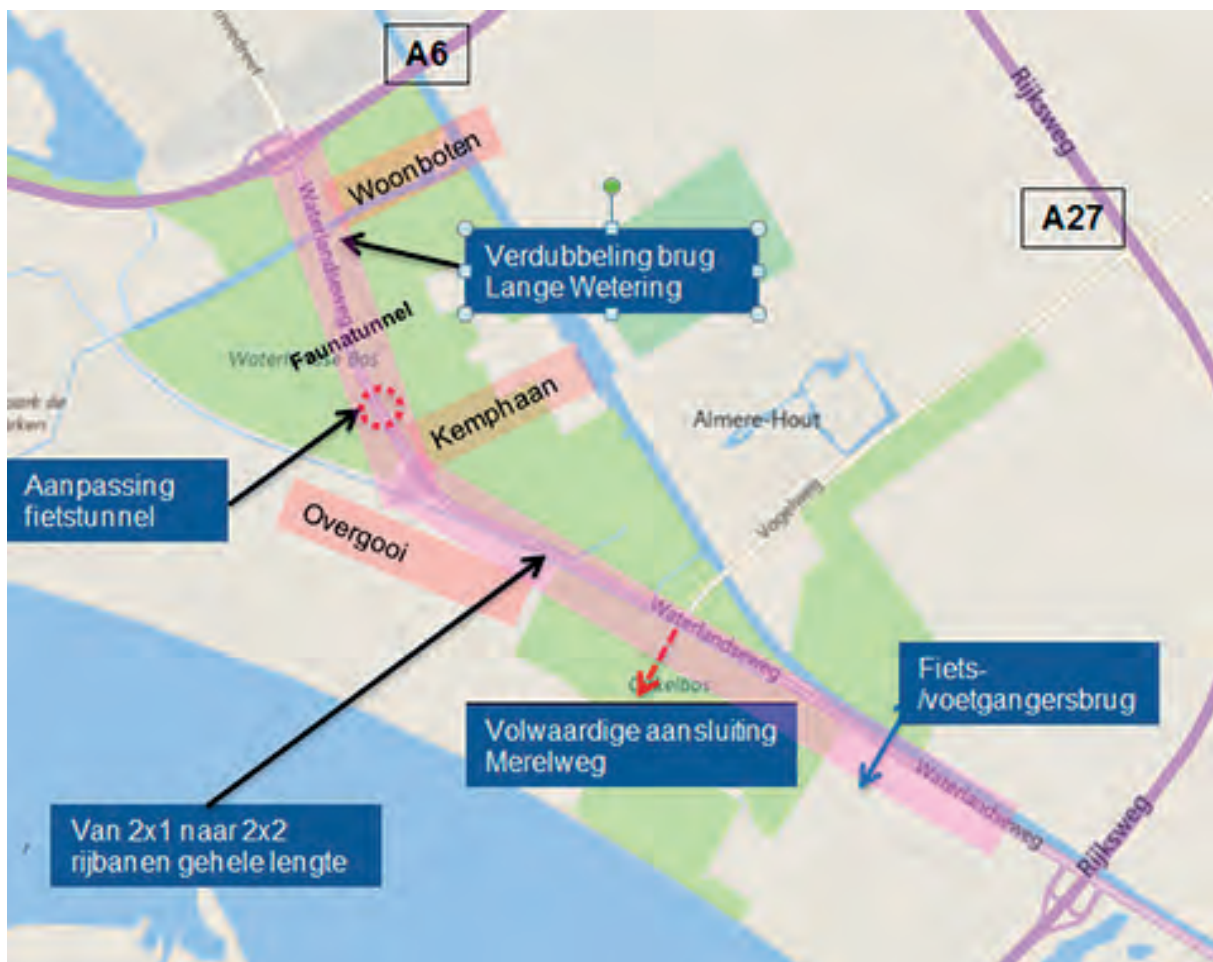 A6
Rijksweg
Woonboten
A27
Waterlandseweg
Verdubbeling brug
Lange Wetering
Faunatunnel
Kemphaan
Almere-Hout
Aanpassing
fietstunnel
Overgooi
Vogelweg
Waterlandseweg
Fiets-
/voetgangersbrug
Volwaardige aansluiting
Merelweg
Waterlandseweg
Van 2x1 naar 2x2
rijbanen gehele lengte
Rijksweg